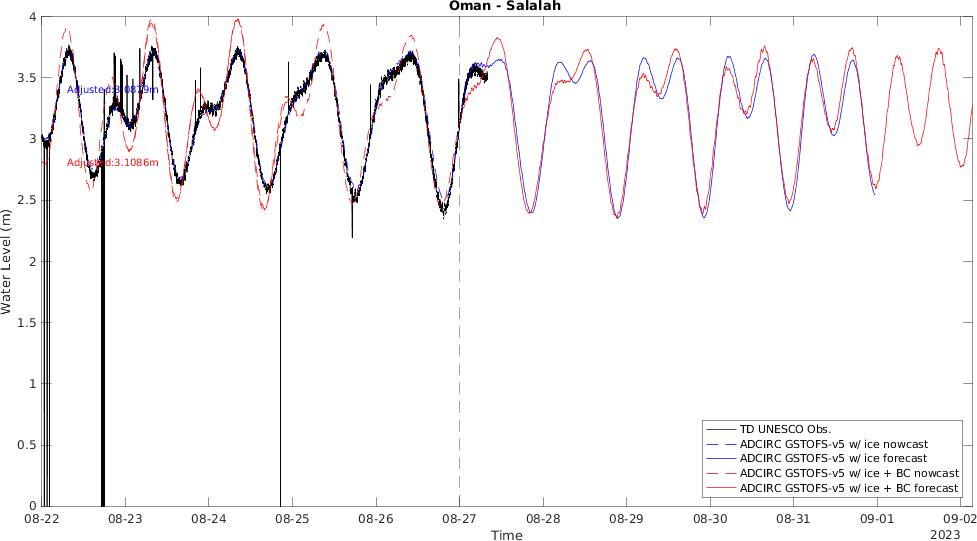 Oman - Salalah
Water Level (m)
4
3.5
3
2.5
2
1.5
1
0.5
0
Adjusted:3.0879m
Adjusted:3.1086m
TD UNESCO Obs.
ADCIRC GSTOFS-v5 w/ ice nowcast
ADCIRC GSTOFS-v5 w/ ice forecast
ADCIRC GSTOFS-v5 w/ ice + BC nowcast
ADCIRC GSTOFS-v5 w/ ice + BC forecast
08-22 08-23 08-24 08-25 08-26 08-27 08-28 08-29 08-30 08-31 09-01 09-02
Time
2023